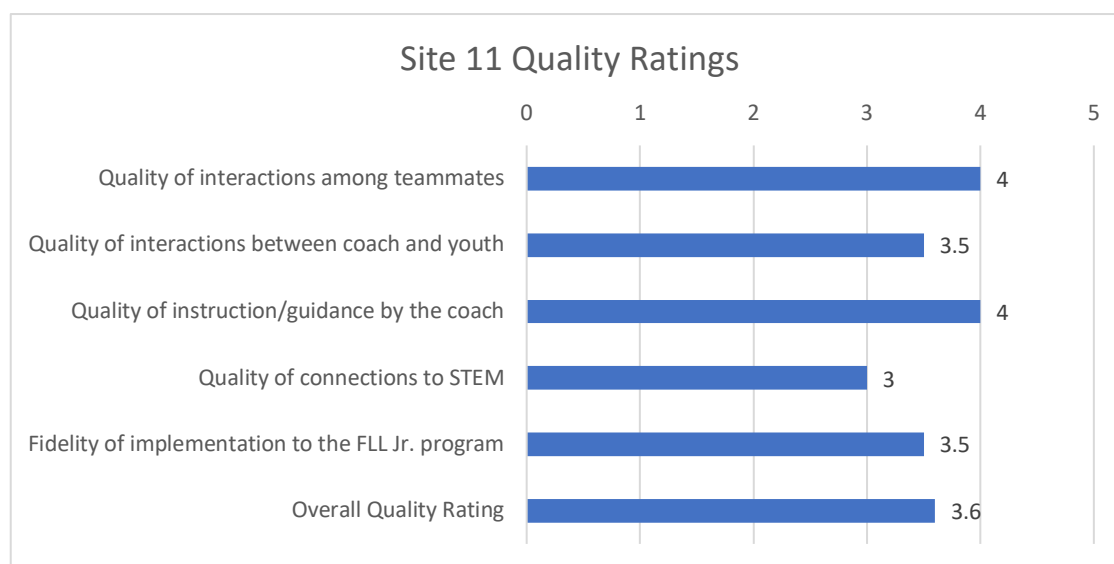 Site 11 Quality Ratings
0 1 2 3 4 5
Quality of interactions among teammates 4
Quality of interactions between coach and youth 3.5
Quality of instruction/guidance by the coach 4
Quality of connections to STEM 3
Fidelity of implementation to the FLL Jr. program 3.5
Overall Quality Rating 3.6